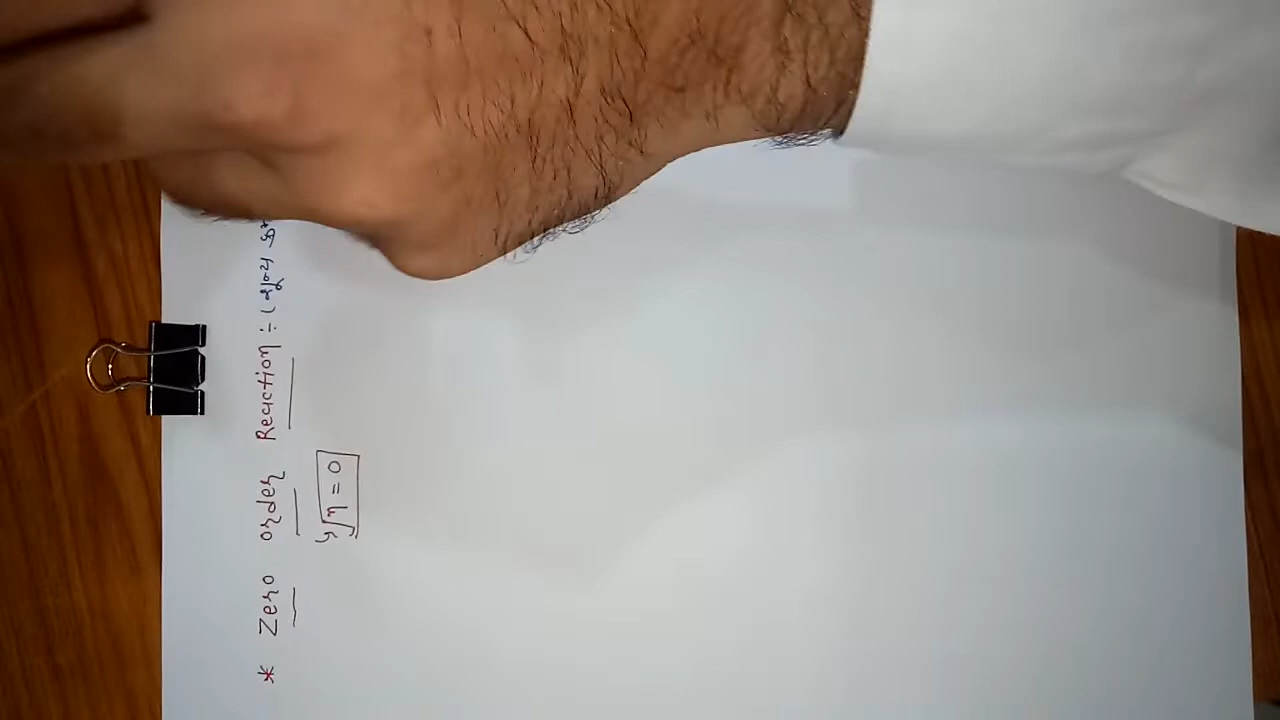 * Zero order Reaction :- (शून्य
n = 0